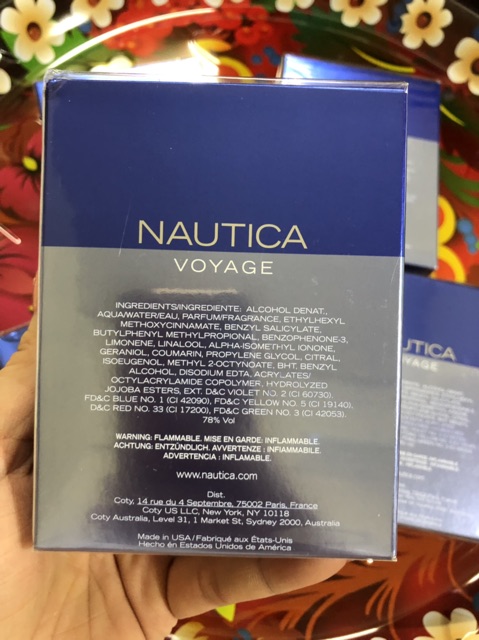 NAUTICA
VOYAGE
INGREDIENTS/INGREDIENTE: ALCOHOL DENAT.,
AQUA/WATER/EAU, PARFUM/FRAGRANCE, ETHYLHEXYL
METHOXYCINNAMATE, BENZYL SALICYLATE,
BUTYLPHENYL METHYLPROPIONAL, BENZOPHENONE-3,
LIMONENE, LINALOOL, ALPHA-ISOMETHYL IONONE,
GERANIOL, COUMARIN, PROPYLENE GLYCOL, CITRAL,
ISOEUGENOL, METHYL 2-OCTYNOATE, BHT, BENZYL
ALCOHOL, DISODIUM EDTA, ACRYLATES/
OCTYLACRYLAMIDE COPOLYMER, HYDROLYZED
JOJOBA ESTERS, EXT. D&C VIOLET NO. 2 (CI 60730),
FD&C BLUE NO. 1 (CI 42090), FD&C YELLOW NO. 5 (CI 19140),
D&C RED NO. 33 (CI 17200), FD&C GREEN NO. 3 (CI 42053).
78% Vol
WARNING: FLAMMABLE. MISE EN GARDE: INFLAMMABLE.
ACHTUNG: ENTZÜNDLICH. AVVERTENZE : INFIAMMABILE.
ADVERTENCIA : INFLAMABLE.
www.nautica.com
Dist.
Coty, 14 rue du 4 Septembre, 75002 Paris, France
Coty US LLC, New York, NY 10118
Coty Australia, Level 31, 1 Market St, Sydney 2000, Australia
Made in USA / Fabriqué aux États-Unis
Hecho en Estados Unidos de América
NAUTICA
VOYAGE